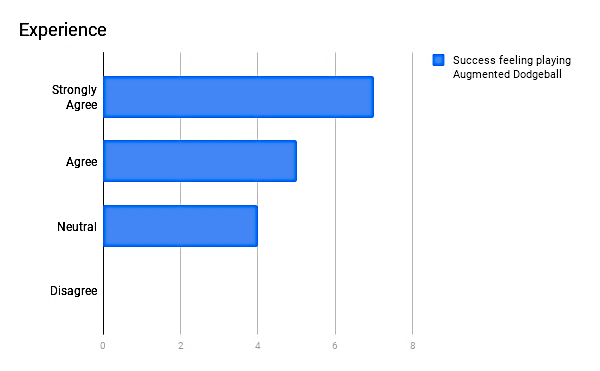 Experience
Success feeling playing
Augmented Dodgeball
Strongly
Agree
Agree
Neutral
Disagree
0 2 4 6 8